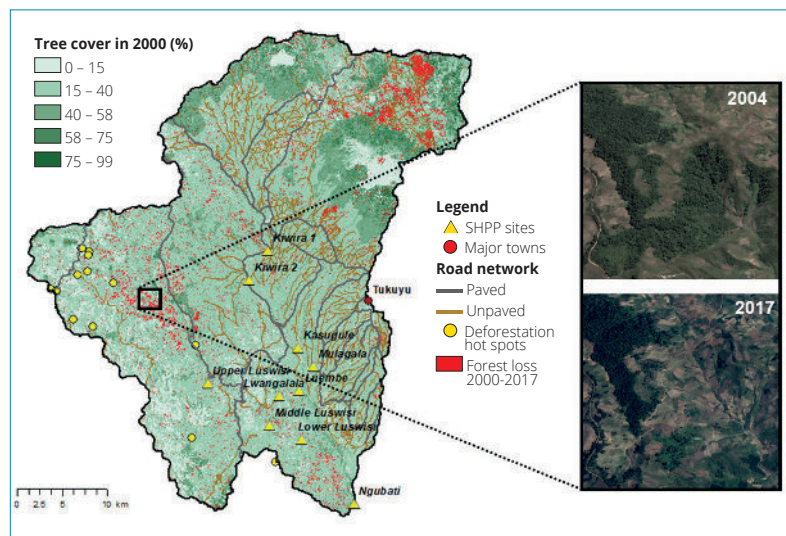 Tree cover in 2000 (%)
0 – 15
15 – 40
40 – 58
58 – 75
75 – 99
2004
Legend
SHPP sites
Major towns
Road network
Paved
Unpaved
Deforestation
hot spots
Forest loss
2000-2017
2017
Kiwira 1
Kiwira 2
Tukuyu
Kasugule
Mulagala
Upper Luswisi
Lwangalala
Luembe
Middle Luswisi
Lower Luswisi
Ngubati
0 2.5 5 10
km